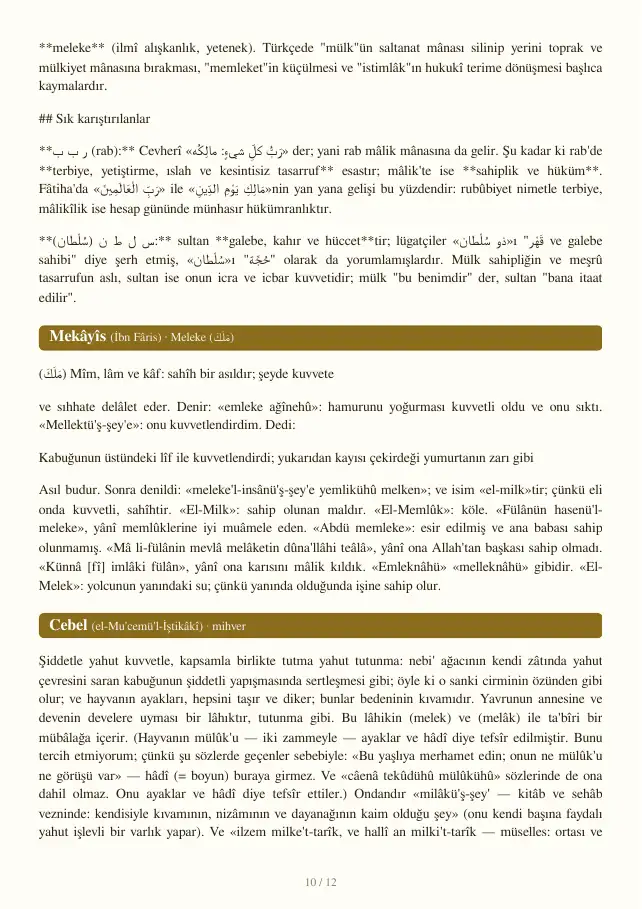 **meleke** (ilmî alışkanlık, yetenek). Türkçede "mülk"ün saltanat mânası silinip yerini toprak ve
mülkiyet mânasına bırakması, "memleket"in küçülmesi ve "istimlâk"ın hukukî terime dönüşmesi başlıca
kaymalardır.
## Sık karıştırılanlar
**ر ب ب (rab):** Cevherî «رَبُّ كلِّ شيءٍ: مالِكُه» der; yani rab mâlik mânasına da gelir. Şu kadar ki rab'de
**terbiye, yetiştirme, ıslah ve kesintisiz tasarruf** esastır; mâlik'te ise **sahiplik ve hüküm**.
Fâtiha'da «رَبِّ الْعَالَمِينَ» ile «مَالِكِ يَوْمِ الدِّينِ»nin yan yana gelişi bu yüzdendir: rubûbiyet nimetle terbiye,
mâlikîlik ise hesap gününde münhasır hükümranlıktır.
**س ل ط ن (سُلْطان):** sultan **galebe, kahır ve hüccet**tir; lügatçiler «ذو سُلْطان»ı "قَهْر ve galebe
sahibi" diye şerh etmiş, «سُلْطان»ı "حُجّة" olarak da yorumlamışlardır. Mülk sahipliğin ve meşrû
tasarrufun aslı, sultan ise onun icra ve icbar kuvvetidir; mülk "bu benimdir" der, sultan "bana itaat
edilir".
Mekâyîs (İbn Fâris) · Meleke (مَلَكَ)
(مَلَكَ) Mîm, lâm ve kâf: sahîh bir asıldır; şeyde kuvvete
ve sıhhate delâlet eder. Denir: «emleke ağînehû»: hamurunu yoğurması kuvvetli oldu ve onu sıktı.
«Mellektü'ş-şey'e»: onu kuvvetlendirdim. Dedi:
Kabuğunun üstündeki lîf ile kuvvetlendirdi; yukarıdan kayısı çekirdeği yumurtanın zarı gibi
Asıl budur. Sonra denildi: «meleke'l-insânü'ş-şey'e yemlikühû melken»; ve isim «el-milk»tir; çünkü eli
onda kuvvetli, sahîhtir. «El-Milk»: sahip olunan maldır. «El-Memlûk»: köle. «Fülânün hasenü'l-
meleke», yânî memlûklerine iyi muâmele eden. «Abdü memleke»: esir edilmiş ve ana babası sahip
olunmamış. «Mâ li-fülânin mevlâ melâketin dûna'llâhi teâlâ», yânî ona Allah'tan başkası sahip olmadı.
«Künnâ [fî] imlâki fülân», yânî ona karısını mâlik kıldık. «Emleknâhü» «melleknâhü» gibidir. «El-
Melek»: yolcunun yanındaki su; çünkü yanında olduğunda işine sahip olur.
Cebel (el-Mu'cemü'l-İştikâkî) · mihver
Şiddetle yahut kuvvetle, kapsamla birlikte tutma yahut tutunma: nebi' ağacının kendi zâtında yahut
çevresini saran kabuğunun şiddetli yapışmasında sertleşmesi gibi; öyle ki o sanki cirminin özünden gibi
olur; ve hayvanın ayakları, hepsini taşır ve diker; bunlar bedeninin kıvamıdır. Yavrunun annesine ve
devenin develere uyması bir lâhıktır, tutunma gibi. Bu lâhikin (melek) ve (melâk) ile ta'bîri bir
mübâlağa içerir. (Hayvanın mülûk'u — iki zammeyle — ayaklar ve hâdî diye tefsîr edilmiştir. Bunu
tercih etmiyorum; çünkü şu sözlerde geçenler sebebiyle: «Bu yaşlıya merhamet edin; onun ne mülûk'u
ne görüşü var» — hâdî (= boyun) buraya girmez. Ve «câenâ tekûdühû mülûkühû» sözlerinde de ona
dahil olmaz. Onu ayaklar ve hâdî diye tefsîr ettiler.) Ondandır «milâkü'ş-şey' — kitâb ve sehâb
vezninde: kendisiyle kıvamının, nizâmının ve dayanağının kaim olduğu şey» (onu kendi başına faydalı
yahut işlevli bir varlık yapar). Ve «ilzem milke't-tarîk, ve hallî an milki't-tarîk — müselles: ortası ve
10 / 12